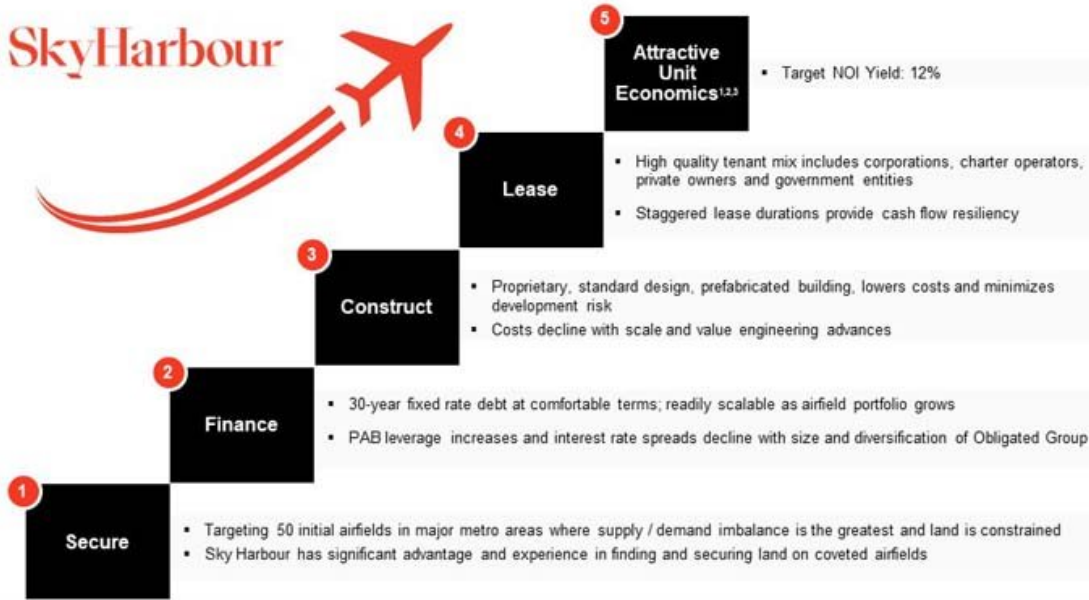 SkyHarbour
5
Attractive
Unit
Economics1,2,3
▪ Target NOI Yield: 12%
4
Lease
▪ High quality tenant mix includes corporations, charter operators,
private owners and government entities
▪ Staggered lease durations provide cash flow resiliency
3
Construct
▪ Proprietary, standard design, prefabricated building, lowers costs and minimizes
development risk
▪ Costs decline with scale and value engineering advances
2
Finance
▪ 30-year fixed rate debt at comfortable terms; readily scalable as airfield portfolio grows
▪ PAB leverage increases and interest rate spreads decline with size and diversification of Obligated Group
1
Secure
▪ Targeting 50 initial airfields in major metro areas where supply / demand imbalance is the greatest and land is constrained
▪ Sky Harbour has significant advantage and experience in finding and securing land on coveted airfields